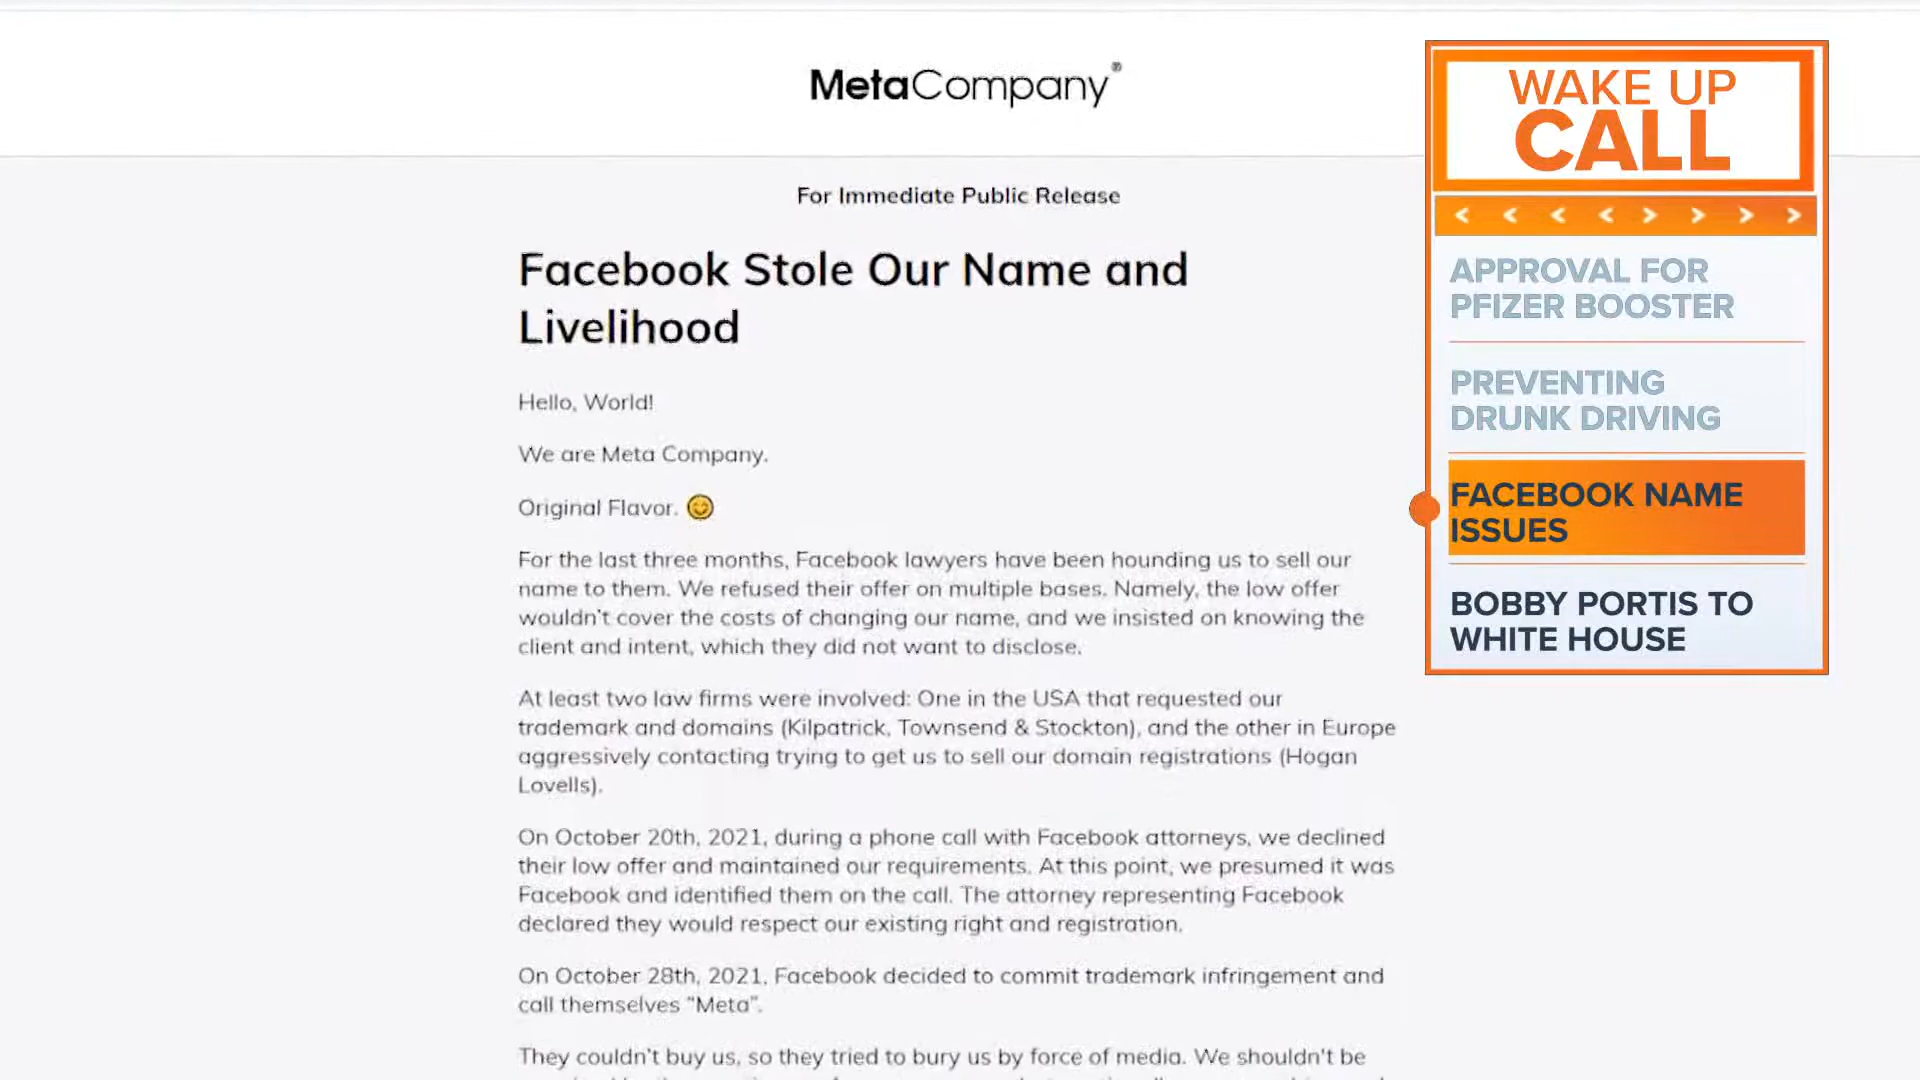 MetaCompany®
For Immediate Public Release
Facebook Stole Our Name and
Livelihood
Hello, World!
We are Meta Company.
Original Flavor. 😊
For the last three months, Facebook lawyers have been hounding us to sell our
name to them. We refused their offer on multiple bases. Namely, the low offer
wouldn't cover the costs of changing our name, and we insisted on knowing the
client and intent, which they did not want to disclose.
At least two law firms were involved: One in the USA that requested our
trademark and domains (Kilpatrick, Townsend & Stockton), and the other in Europe
aggressively contacting trying to get us to sell our domain registrations (Hogan
Lovells).
On October 20th, 2021, during a phone call with Facebook attorneys, we declined
their low offer and maintained our requirements. At this point, we presumed it was
Facebook and identified them on the call. The attorney representing Facebook
declared they would respect our existing right and registration.
On October 28th, 2021, Facebook decided to commit trademark infringement and
call themselves “Meta”.
They couldn't buy us, so they tried to bury us by force of media. We shouldn't be
WAKE UP
CALL
< < < < > > > >
APPROVAL FOR
PFIZER BOOSTER
PREVENTING
DRUNK DRIVING
FACEBOOK NAME
ISSUES
BOBBY PORTIS TO
WHITE HOUSE